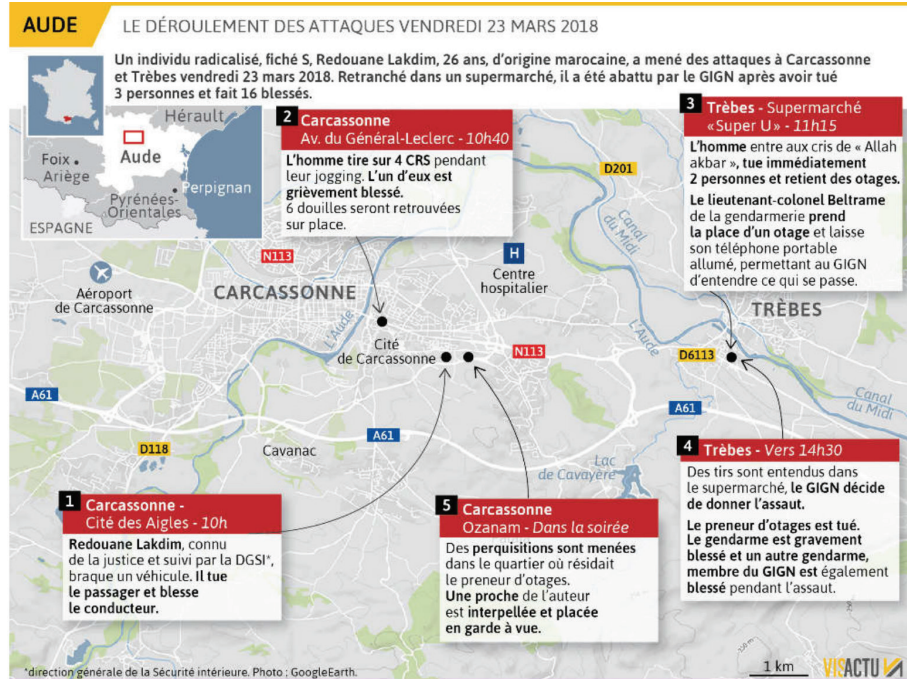 AUDE
LE DÉROULEMENT DES ATTAQUES VENDREDI 23 MARS 2018
Un individu radicalisé, fiché S, Redouane Lakdim, 26 ans, d'origine marocaine, a mené des attaques à Carcassonne
et Trèbes vendredi 23 mars 2018. Retranché dans un supermarché, il a été abattu par le GIGN après avoir tué
3 personnes et fait 16 blessés.
Hérault
Aude
Foix
Ariège
Perpignan
Pyrénées-
Orientales
ESPAGNE
2 Carcassonne
Av. du Général-Leclerc - 10h40
L'homme tire sur 4 CRS pendant
leur jogging. L'un d'eux est
grièvement blessé.
6 douilles seront retrouvées
sur place.
3 Trèbes - Supermarché
«Super U» - 11h15
L'homme entre aux cris de « Allah
akbar », tue immédiatement
2 personnes et retient des otages.
Le lieutenant-colonel Beltrame
de la gendarmerie prend
la place d'un otage et laisse
son téléphone portable
allumé, permettant au GIGN
d'entendre ce qui se passe.
D201
Canal
du Midi
N113
H
Centre
hospitalier
Aéroport
de Carcassonne
CARCASSONNE
TRÈBES
L'Aude
L'Aude
Cité
de Carcassonne
N113
D6113
A61
Canal
du Midi
A61
A61
D118
Cavanac
Lac
de Cavayère
4 Trèbes - Vers 14h30
Des tirs sont entendus dans
le supermarché, le GIGN décide
de donner l'assaut.
Le preneur d'otages est tué.
Le gendarme est gravement
blessé et un autre gendarme,
membre du GIGN est également
blessé pendant l'assaut.
1 Carcassonne -
Cité des Aigles - 10h
Redouane Lakdim, connu
de la justice et suivi par la DGSI*,
braque un véhicule. Il tue
le passager et blesse
le conducteur.
5 Carcassonne
Ozanam - Dans la soirée
Des perquisitions sont menées
dans le quartier où résidait
le preneur d'otages.
Une proche de l'auteur
est interpellée et placée
en garde à vue.
*direction générale de la Sécurité intérieure. Photo : GoogleEarth.
1 km
VISACTU